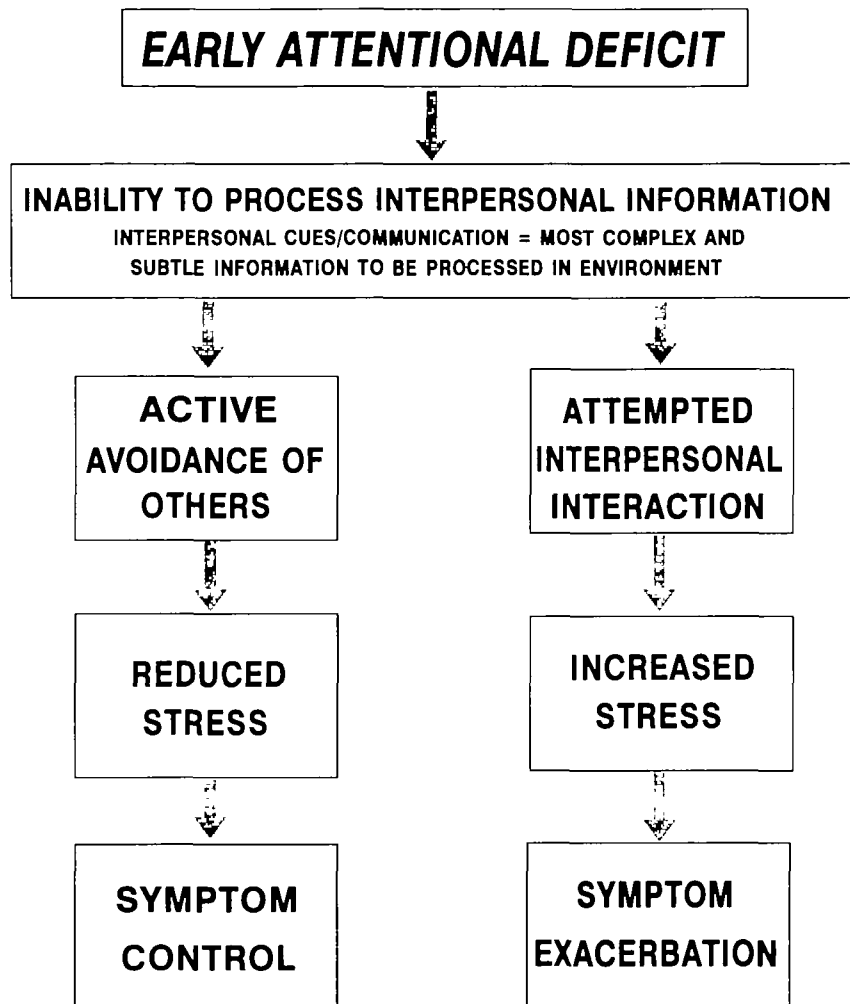 EARLY ATTENTIONAL DEFICIT
INABILITY TO PROCESS INTERPERSONAL INFORMATION
INTERPERSONAL CUES/COMMUNICATION = MOST COMPLEX AND
SUBTLE INFORMATION TO BE PROCESSED IN ENVIRONMENT
ACTIVE
AVOIDANCE OF
OTHERS
REDUCED
STRESS
SYMPTOM
CONTROL
ATTEMPTED
INTERPERSONAL
INTERACTION
INCREASED
STRESS
SYMPTOM
EXACERBATION